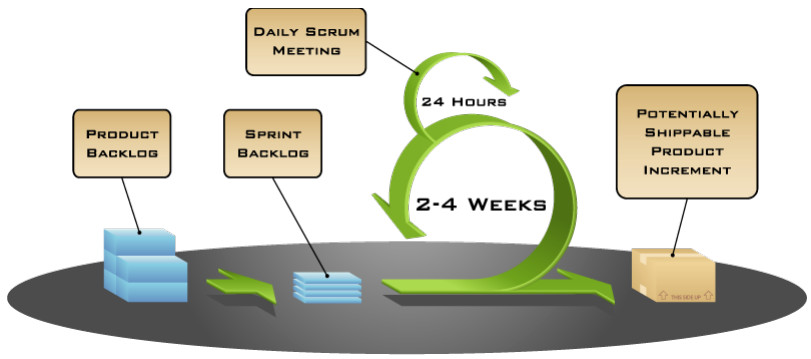 Daily Scrum
Meeting
24 Hours
Potentially
Shippable
Product
Increment
Product
Backlog
Sprint
Backlog
2-4 Weeks
THIS SIDE UP